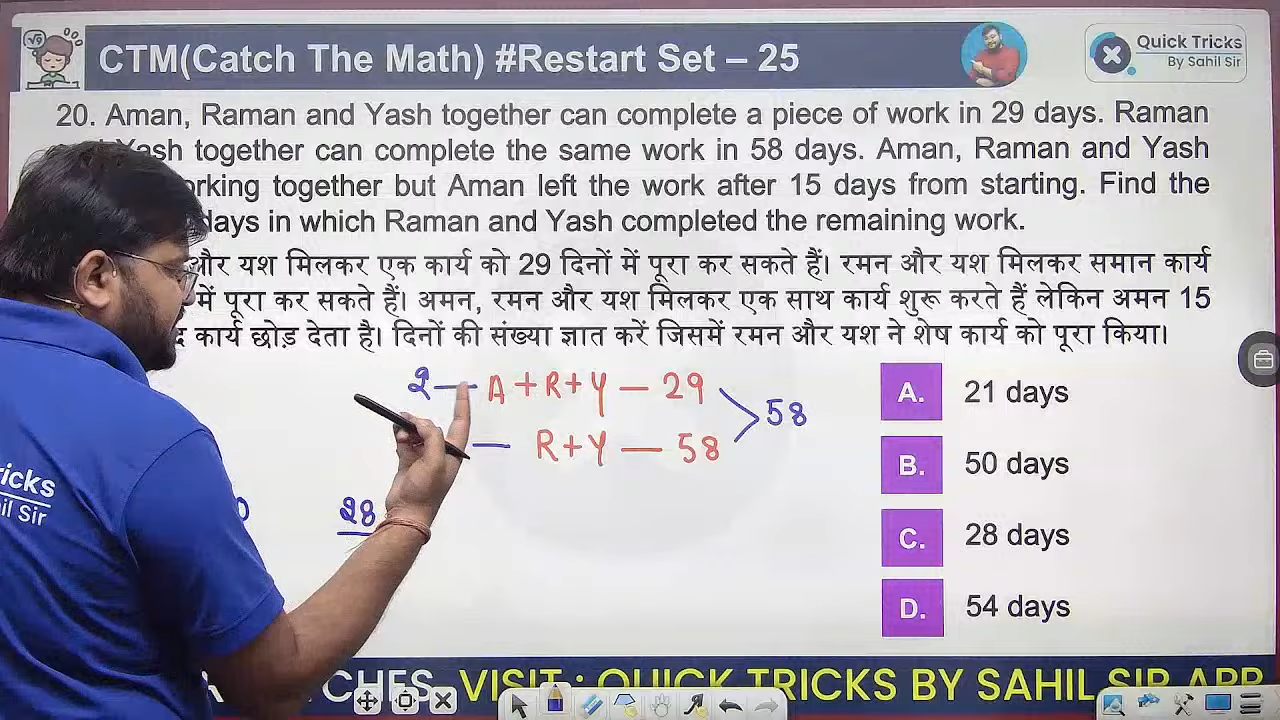 CTM(Catch The Math) #Restart Set – 25
Quick Tricks
By Sahil Sir
20. Aman, Raman and Yash together can complete a piece of work in 29 days. Raman
Yash together can complete the same work in 58 days. Aman, Raman and Yash
together but Aman left the work after 15 days from starting. Find the
days in which Raman and Yash completed the remaining work.
और यश मिलकर एक कार्य को 29 दिनों में पूरा कर सकते हैं। रमन और यश मिलकर समान कार्य
में पूरा कर सकते हैं। अमन, रमन और यश मिलकर एक साथ कार्य शुरू करते हैं लेकिन अमन 15
कार्य छोड़ देता है। दिनों की संख्या ज्ञात करें जिसमें रमन और यश ने शेष कार्य को पूरा किया।
2 — A + R + Y — 29
58
— R + Y — 58
28
A. 21 days
B. 50 days
C. 28 days
D. 54 days
VISIT : QUICK TRICKS BY SAHIL SIR APP